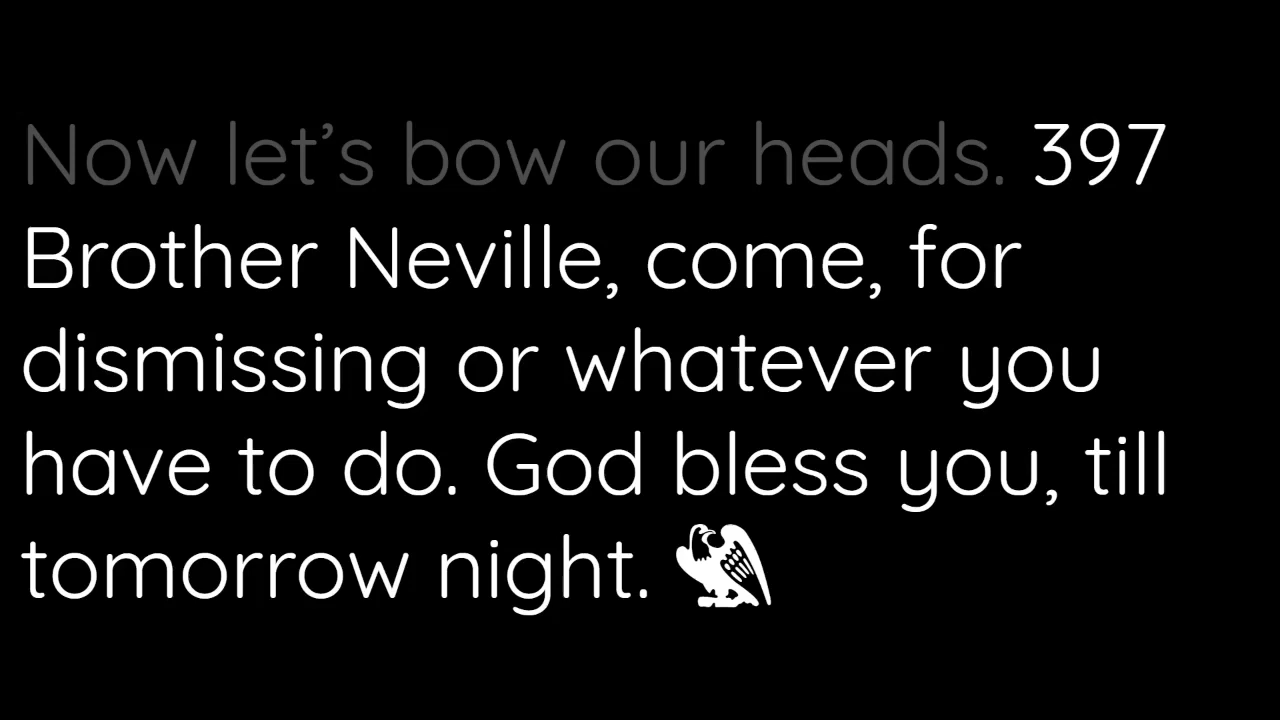 Now let’s bow our heads. 397
Brother Neville, come, for
dismissing or whatever you
have to do. God bless you, till
tomorrow night.